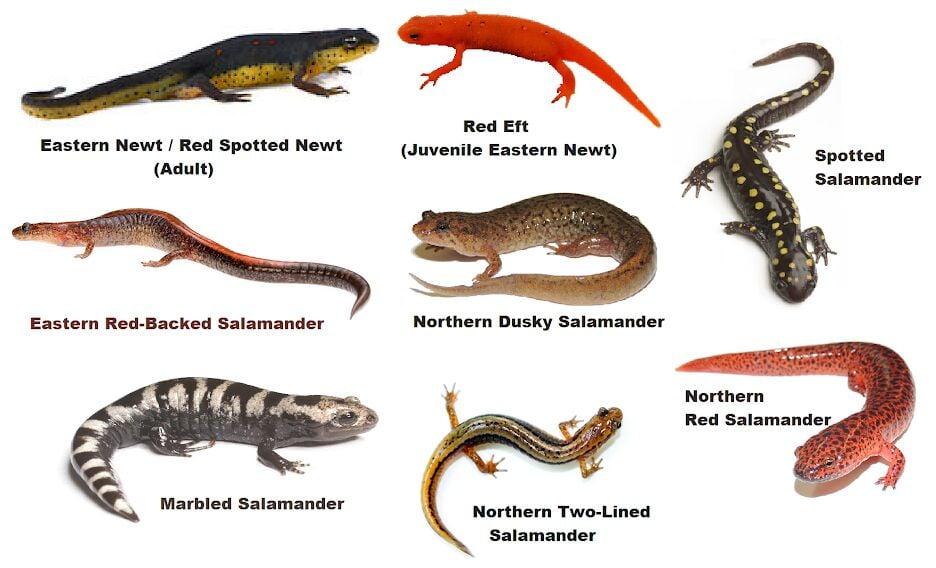 Eastern Newt / Red Spotted Newt
(Adult)
Red Eft
(Juvenile Eastern Newt)
Spotted
Salamander
Eastern Red-Backed Salamander
Northern Dusky Salamander
Northern
Red Salamander
Marbled Salamander
Northern Two-Lined
Salamander